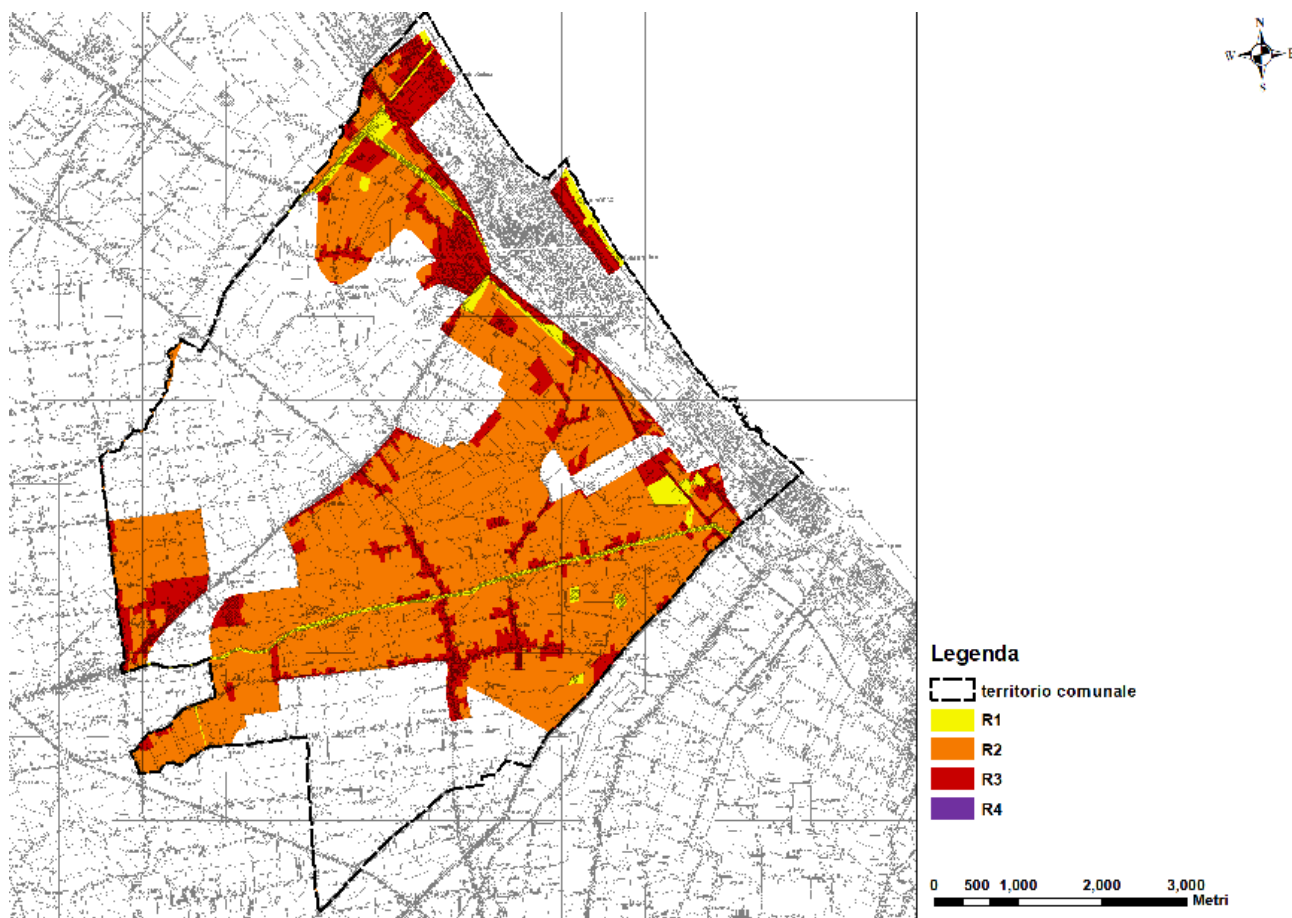 N
W
E
S
Legenda
territorio comunale
R1
R2
R3
R4
0 500 1,000 2,000 3,000
Metri